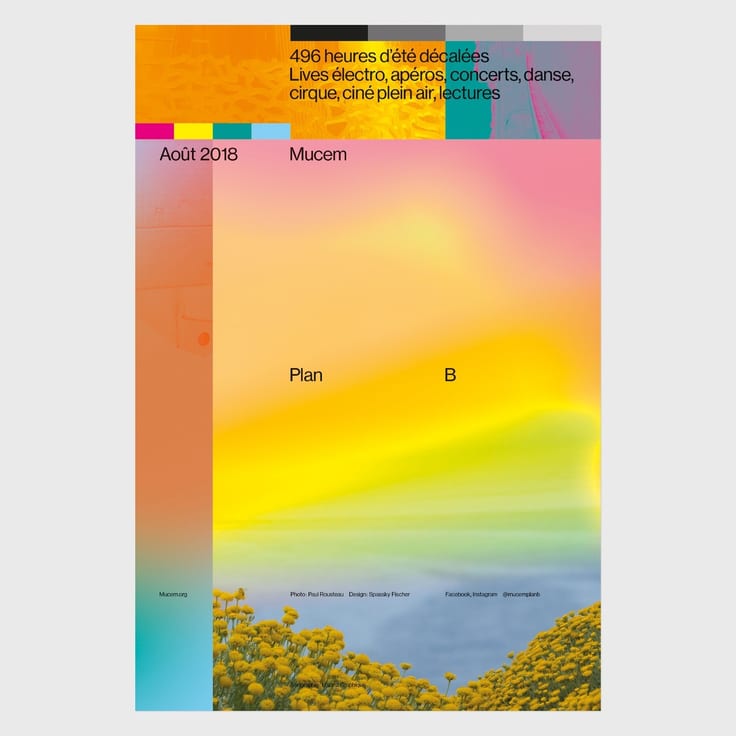 496 heures d'été décalées
Lives électro, apéros, concerts, danse,
cirque, ciné plein air, lectures
Août 2018 Mucem
Plan B
Mucem.org Photo: Paul Rousteau Design: Spassky Fischer Facebook, Instagram @mucemplanb